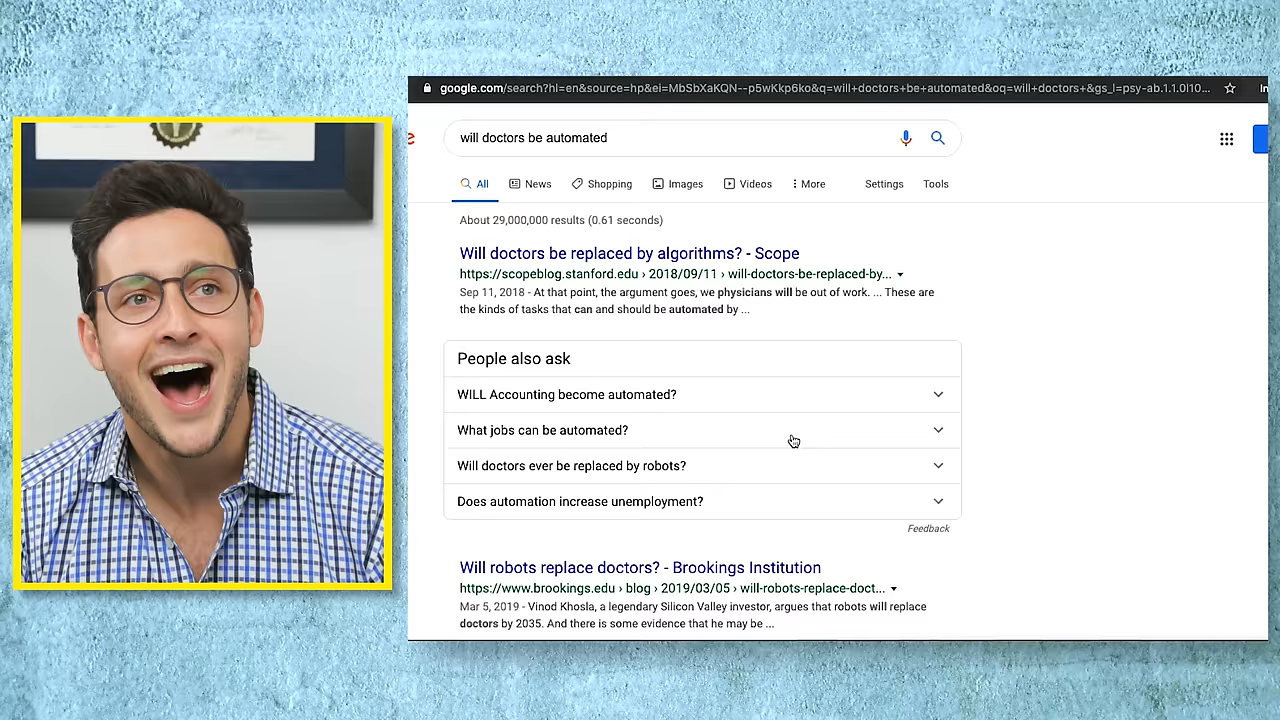 google.com/search?hl=en&source=hp&ei=MbSbXaKQN--p5wKkp6ko&q=will+doctors+be+automated&oq=will+doctors+&gs_l=psy-ab.1.1.0l10...
will doctors be automated
All News Shopping Images Videos More Settings Tools
About 29,000,000 results (0.61 seconds)
Will doctors be replaced by algorithms? - Scope
https://scopeblog.stanford.edu › 2018/09/11 › will-doctors-be-replaced-by...
Sep 11, 2018 - At that point, the argument goes, we physicians will be out of work. ... These are
the kinds of tasks that can and should be automated by ...
People also ask
WILL Accounting become automated?
What jobs can be automated?
Will doctors ever be replaced by robots?
Does automation increase unemployment?
Feedback
Will robots replace doctors? - Brookings Institution
https://www.brookings.edu › blog › 2019/03/05 › will-robots-replace-doct...
Mar 5, 2019 - Vinod Khosla, a legendary Silicon Valley investor, argues that robots will replace
doctors by 2035. And there is some evidence that he may be ...